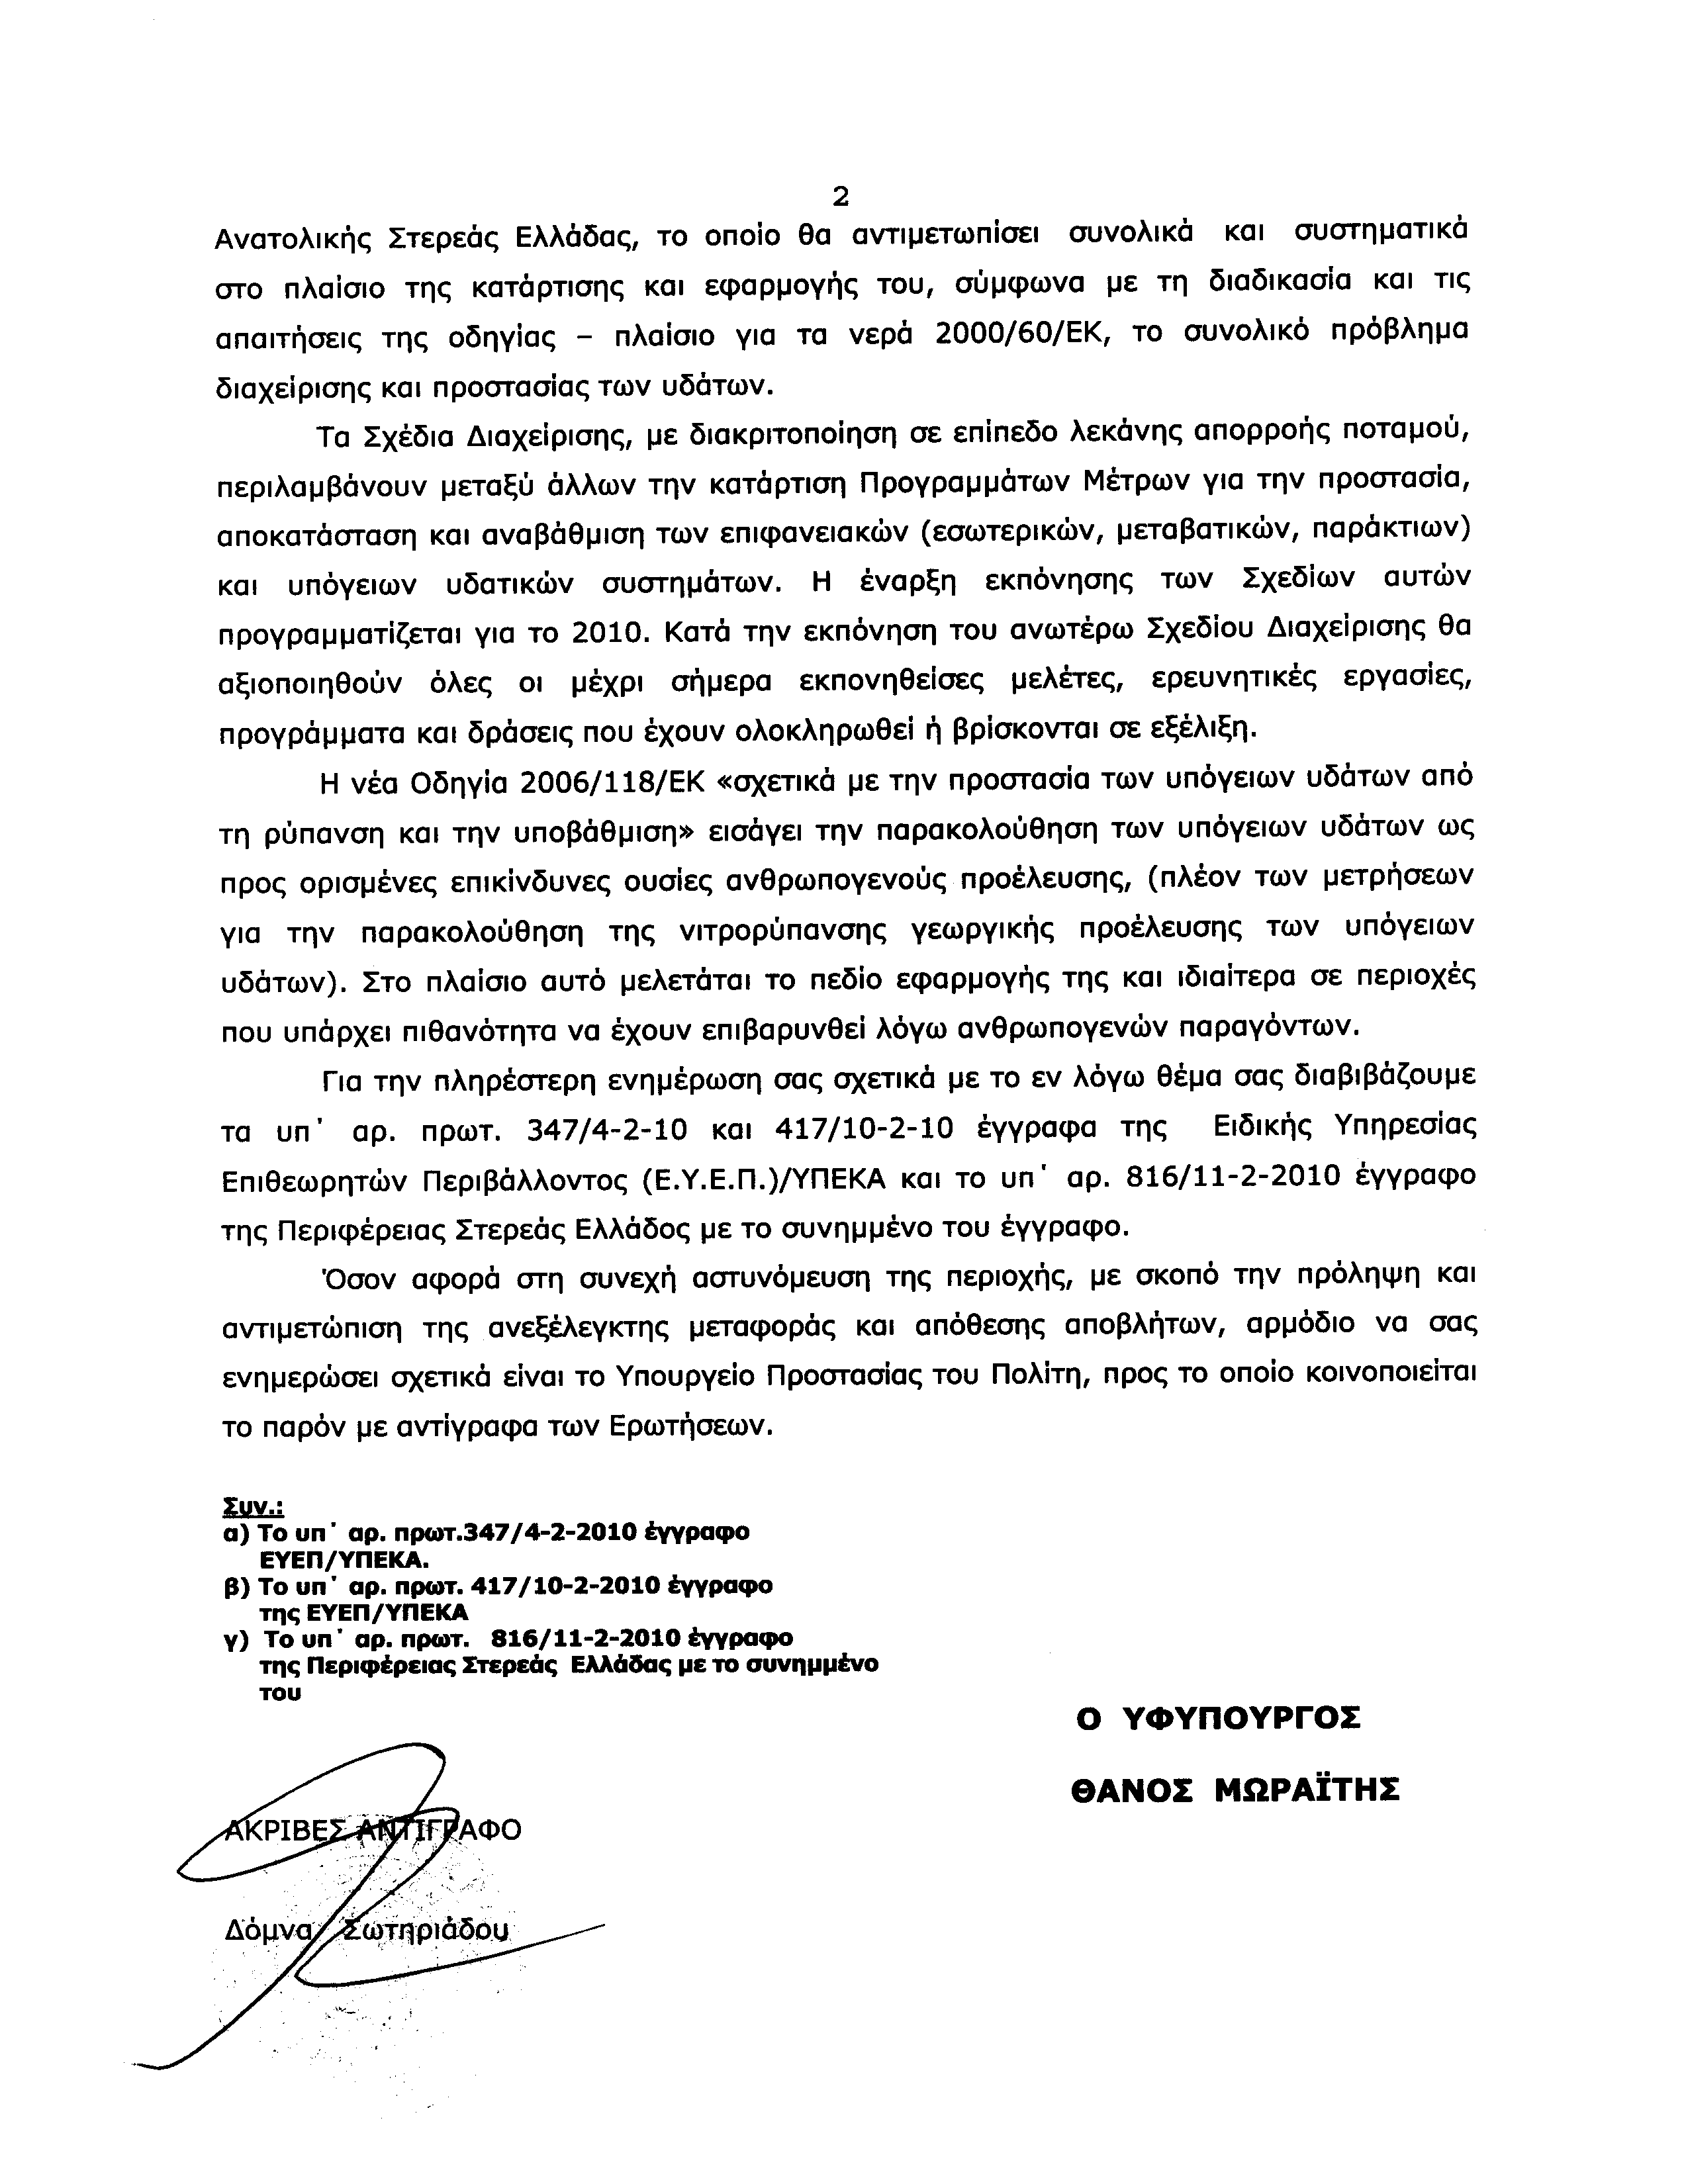 2
Ανατολικής Στερεάς Ελλάδας, το οποίο θα αντιμετωπίσει συνολικά και συστηματικά
στο πλαίσιο της κατάρτισης και εφαρμογής του, σύμφωνα με τη διαδικασία και τις
απαιτήσεις της οδηγίας – πλαίσιο για τα νερά 2000/60/ΕΚ, το συνολικό πρόβλημα
διαχείρισης και προστασίας των υδάτων.
Τα Σχέδια Διαχείρισης, με διακριτοποίηση σε επίπεδο λεκάνης απορροής ποταμού,
περιλαμβάνουν μεταξύ άλλων την κατάρτιση Προγραμμάτων Μέτρων για την προστασία,
αποκατάσταση και αναβάθμιση των επιφανειακών (εσωτερικών, μεταβατικών, παράκτιων)
και υπόγειων υδατικών συστημάτων. Η έναρξη εκπόνησης των Σχεδίων αυτών
προγραμματίζεται για το 2010. Κατά την εκπόνηση του ανωτέρω Σχεδίου Διαχείρισης θα
αξιοποιηθούν όλες οι μέχρι σήμερα εκπονηθείσες μελέτες, ερευνητικές εργασίες,
προγράμματα και δράσεις που έχουν ολοκληρωθεί ή βρίσκονται σε εξέλιξη.
Η νέα Οδηγία 2006/118/ΕΚ «σχετικά με την προστασία των υπόγειων υδάτων από
τη ρύπανση και την υποβάθμιση» εισάγει την παρακολούθηση των υπόγειων υδάτων ως
προς ορισμένες επικίνδυνες ουσίες ανθρωπογενούς προέλευσης, (πλέον των μετρήσεων
για την παρακολούθηση της νιτρορύπανσης γεωργικής προέλευσης των υπόγειων
υδάτων). Στο πλαίσιο αυτό μελετάται το πεδίο εφαρμογής της και ιδιαίτερα σε περιοχές
που υπάρχει πιθανότητα να έχουν επιβαρυνθεί λόγω ανθρωπογενών παραγόντων.
Για την πληρέστερη ενημέρωση σας σχετικά με το εν λόγω θέμα σας διαβιβάζουμε
τα υπ' αρ. πρωτ. 347/4-2-10 και 417/10-2-10 έγγραφα της Ειδικής Υπηρεσίας
Επιθεωρητών Περιβάλλοντος (Ε.Υ.Ε.Π.)/ΥΠΕΚΑ και το υπ' αρ. 816/11-2-2010 έγγραφο
της Περιφέρειας Στερεάς Ελλάδος με το συνημμένο του έγγραφο.
Όσον αφορά στη συνεχή αστυνόμευση της περιοχής, με σκοπό την πρόληψη και
αντιμετώπιση της ανεξέλεγκτης μεταφοράς και απόθεσης αποβλήτων, αρμόδιο να σας
ενημερώσει σχετικά είναι το Υπουργείο Προστασίας του Πολίτη, προς το οποίο κοινοποιείται
το παρόν με αντίγραφα των Ερωτήσεων.
Συν.:
α) Το υπ' αρ. πρωτ.347/4-2-2010 έγγραφο
ΕΥΕΠ/ΥΠΕΚΑ.
β) Το υπ' αρ. πρωτ. 417/10-2-2010 έγγραφο
της ΕΥΕΠ/ΥΠΕΚΑ
γ) Το υπ' αρ. πρωτ. 816/11-2-2010 έγγραφο
της Περιφέρειας Στερεάς Ελλάδας με το συνημμένο
του
Ο ΥΦΥΠΟΥΡΓΟΣ
ΘΑΝΟΣ ΜΩΡΑΪΤΗΣ
ΑΚΡΙΒΕΣ ΑΝΤΙΓΡΑΦΟ
Δόμνα Σωτηριάδου